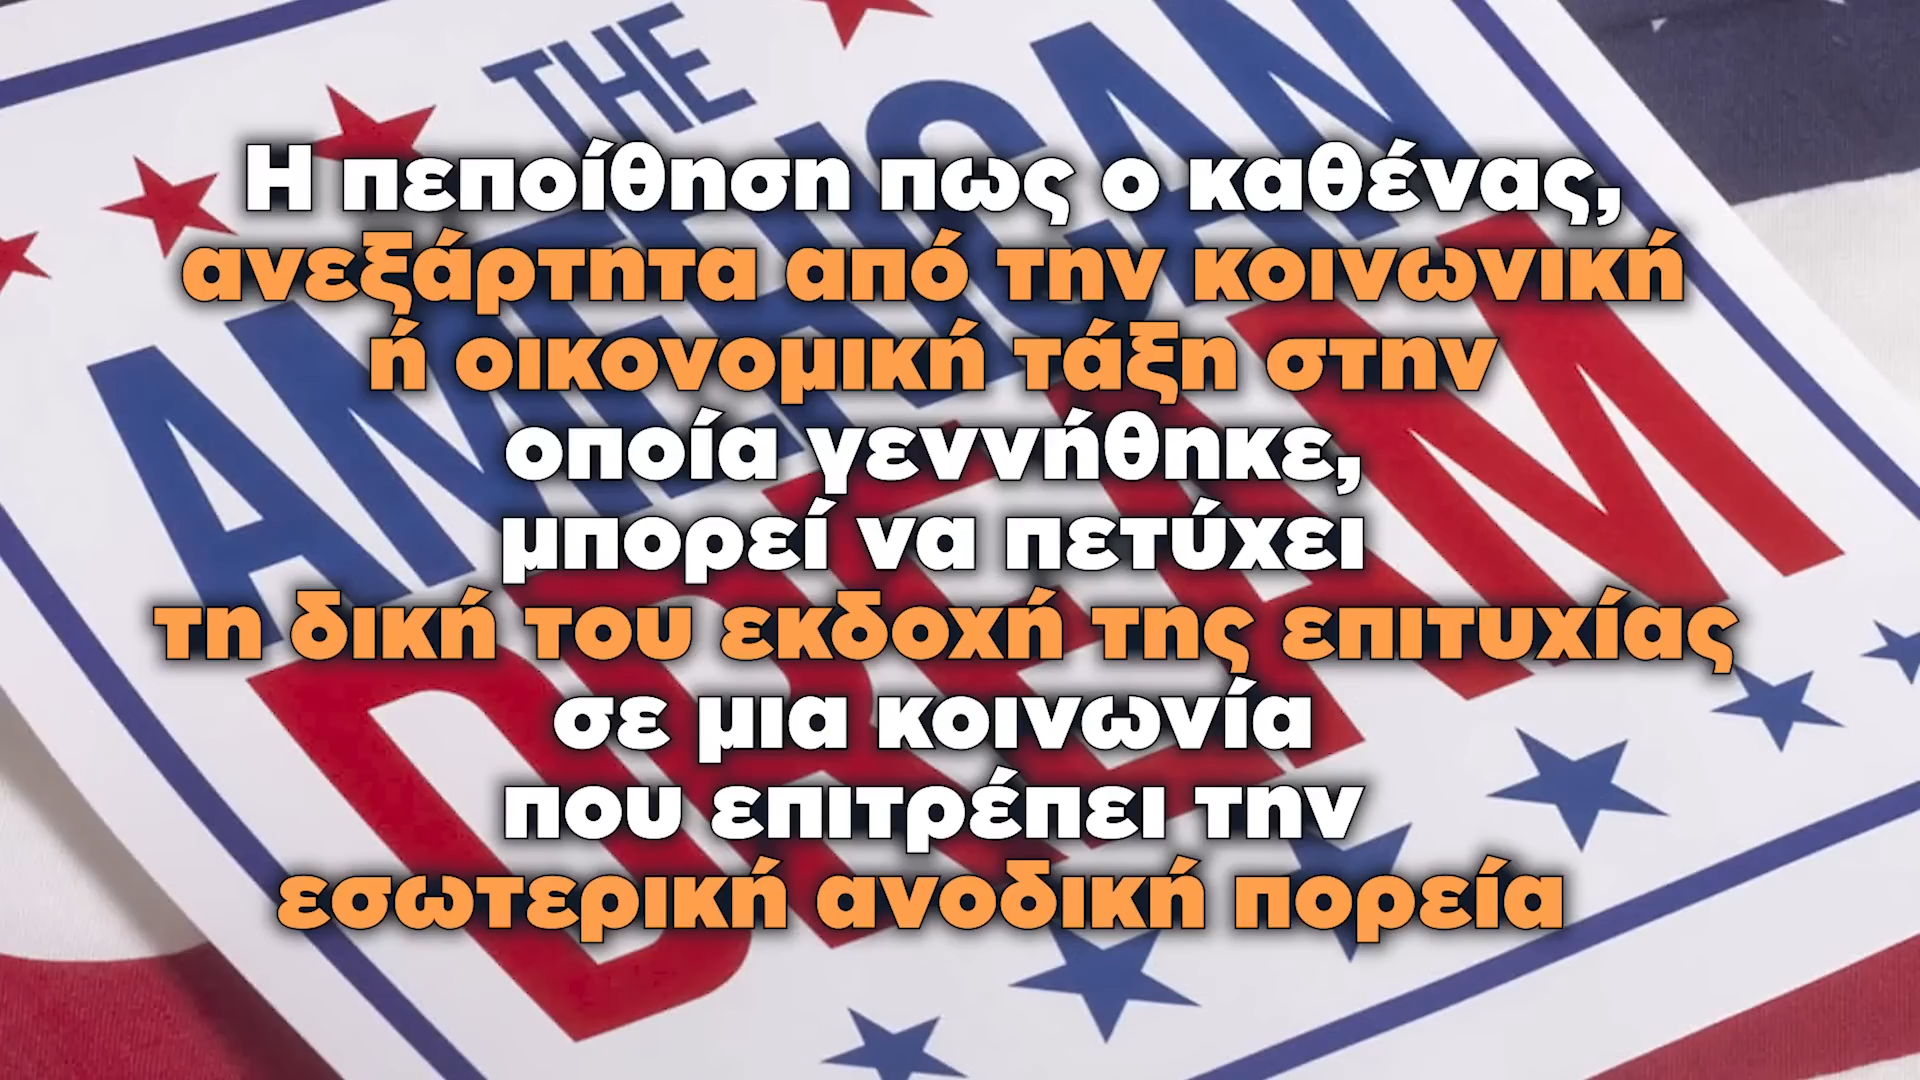 THE
AMERICAN
DREAM
Η πεποίθηση πως ο καθένας,
ανεξάρτητα από την κοινωνική
ή οικονομική τάξη στην
οποία γεννήθηκε,
μπορεί να πετύχει
τη δική του εκδοχή της επιτυχίας
σε μια κοινωνία
που επιτρέπει την
εσωτερική ανοδική πορεία